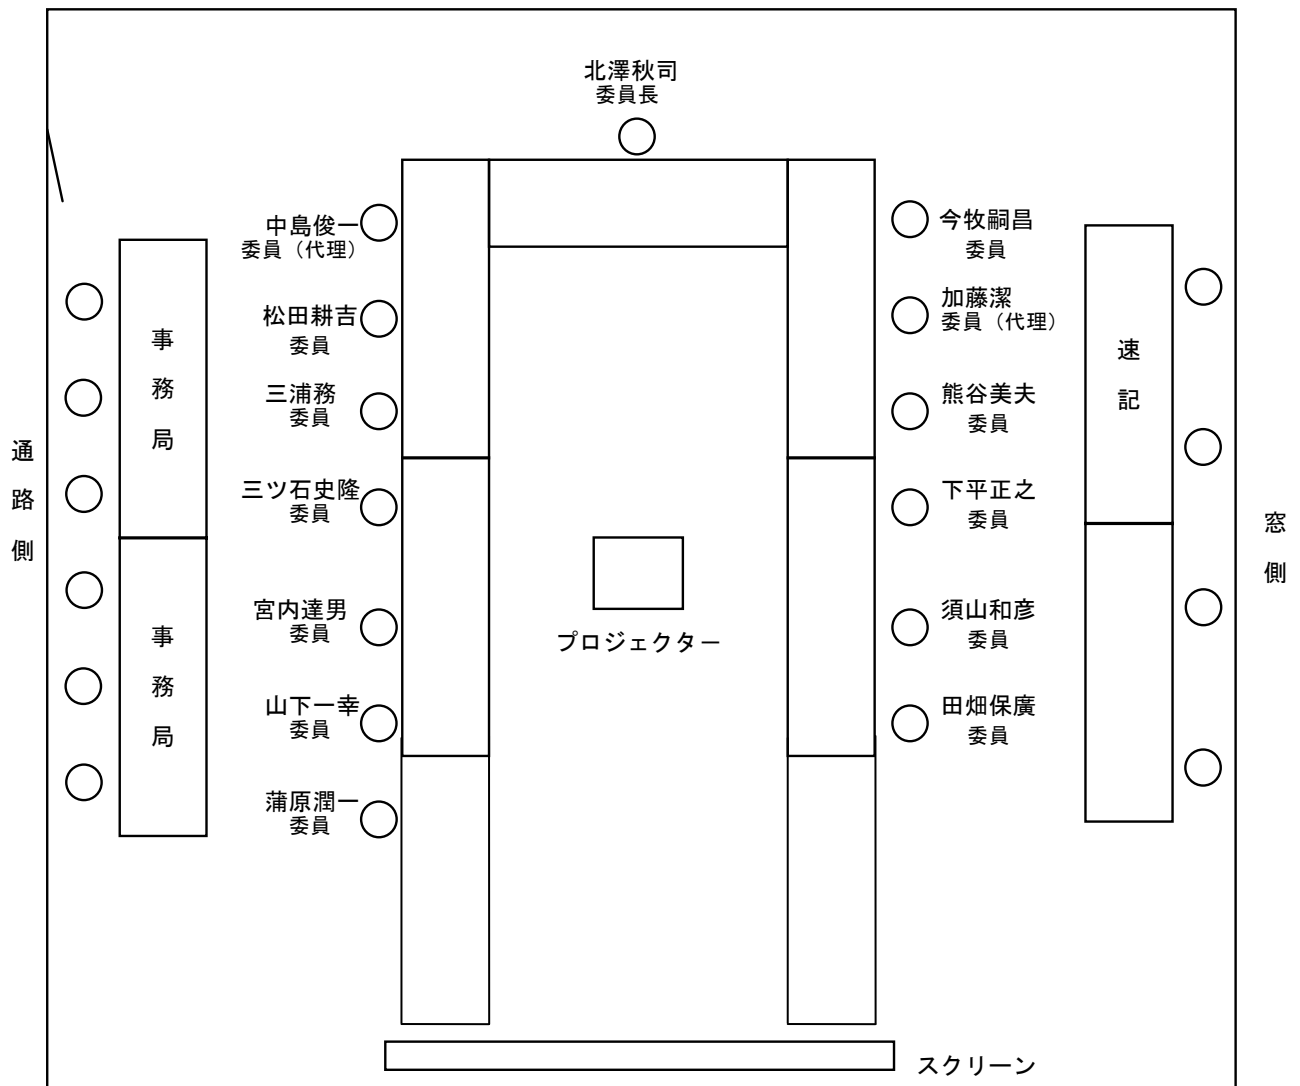 北澤秋司
委員長
中島俊一
委員（代理）
松田耕吉
委員
三浦務
委員
三ツ石史隆
委員
宮内達男
委員
山下一幸
委員
蒲原潤一
委員
今牧嗣昌
委員
加藤潔
委員（代理）
熊谷美夫
委員
下平正之
委員
須山和彦
委員
田畑保廣
委員
事務局
事務局
通路側
速記
窓側
プロジェクター
スクリーン